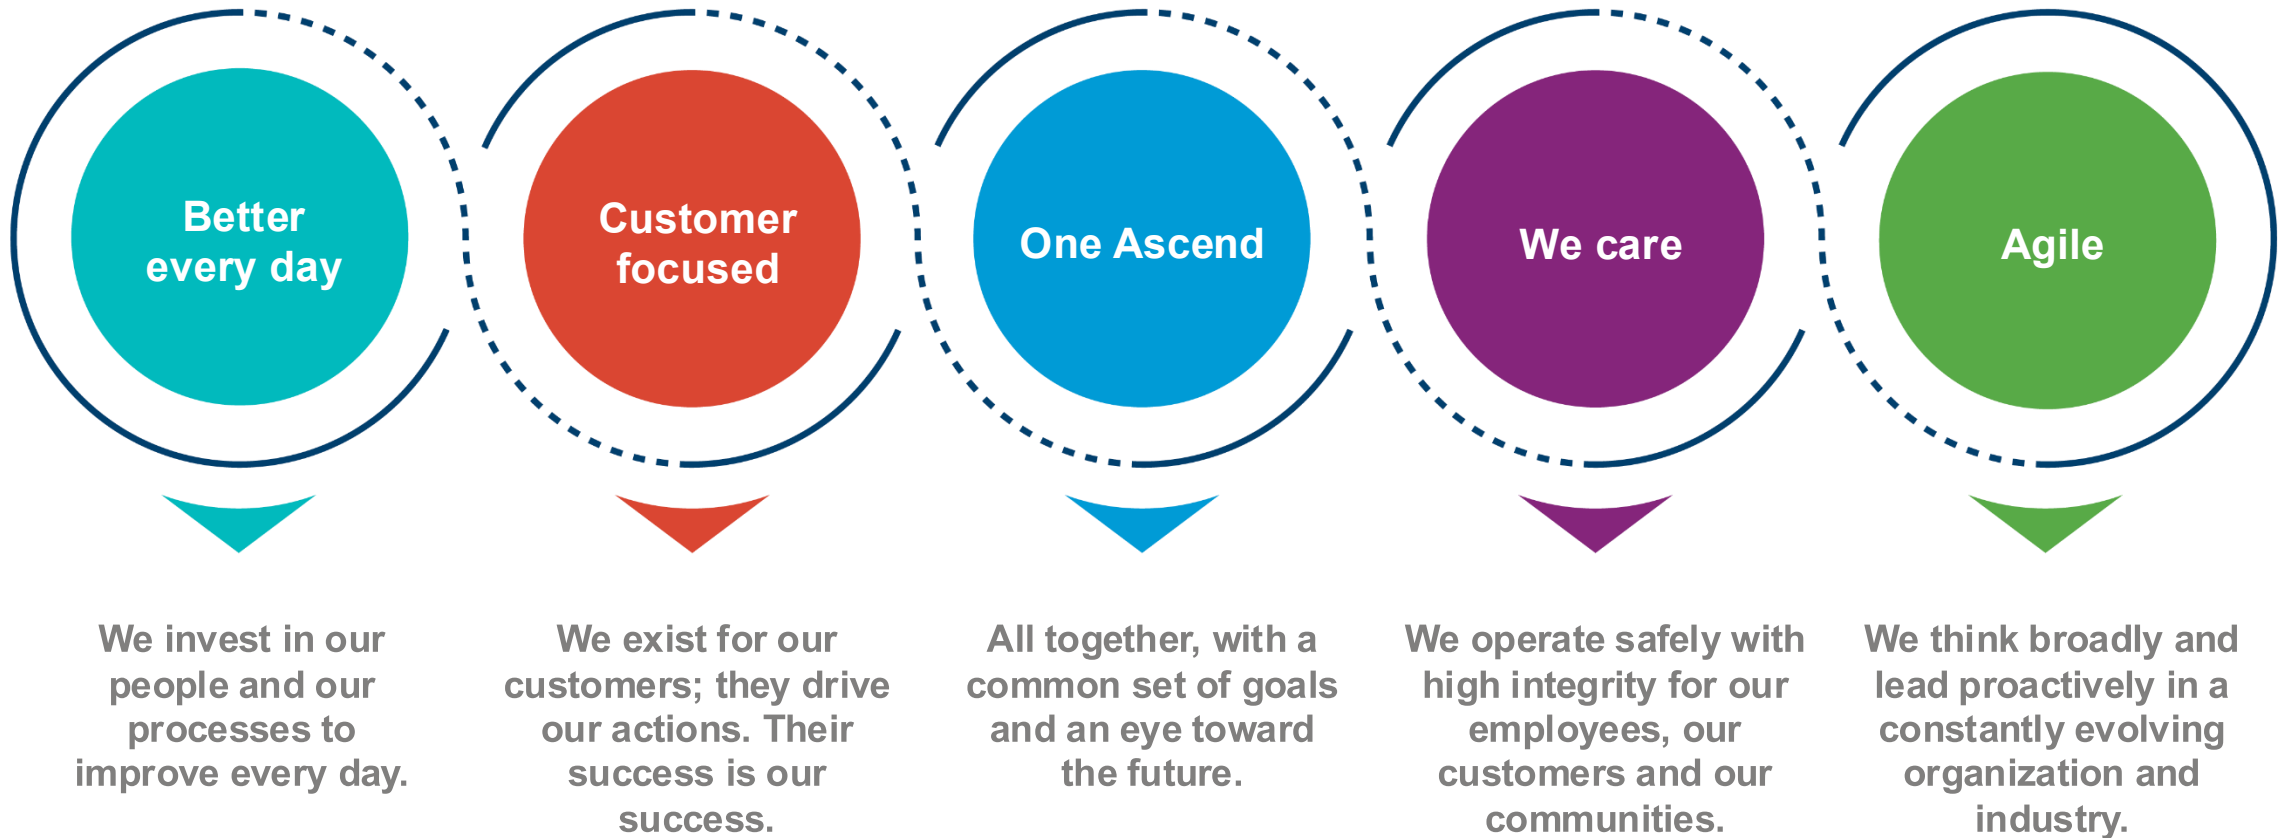 Better
every day
Customer
focused
One Ascend
We care
Agile
We invest in our
people and our
processes to
improve every day.
We exist for our
customers; they drive
our actions. Their
success is our
success.
All together, with a
common set of goals
and an eye toward
the future.
We operate safely with
high integrity for our
employees, our
customers and our
communities.
We think broadly and
lead proactively in a
constantly evolving
organization and
industry.